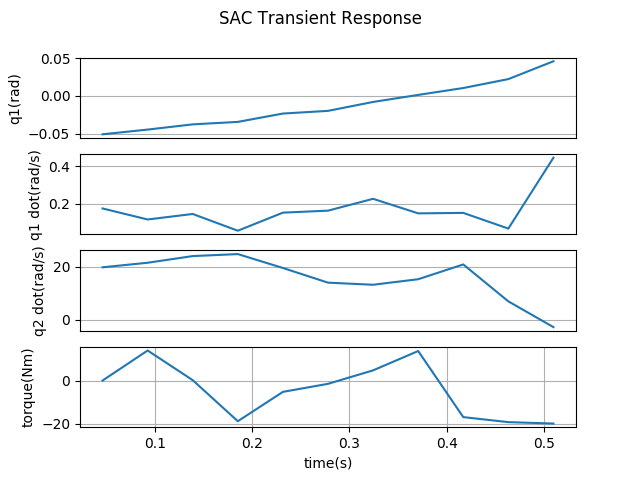 SAC Transient Response
q1(rad)
0.05
0.00
−0.05
q1 dot(rad/s)
0.4
0.2
q2 dot(rad/s)
20
0
torque(Nm)
0
−20
0.1 0.2 0.3 0.4 0.5
time(s)